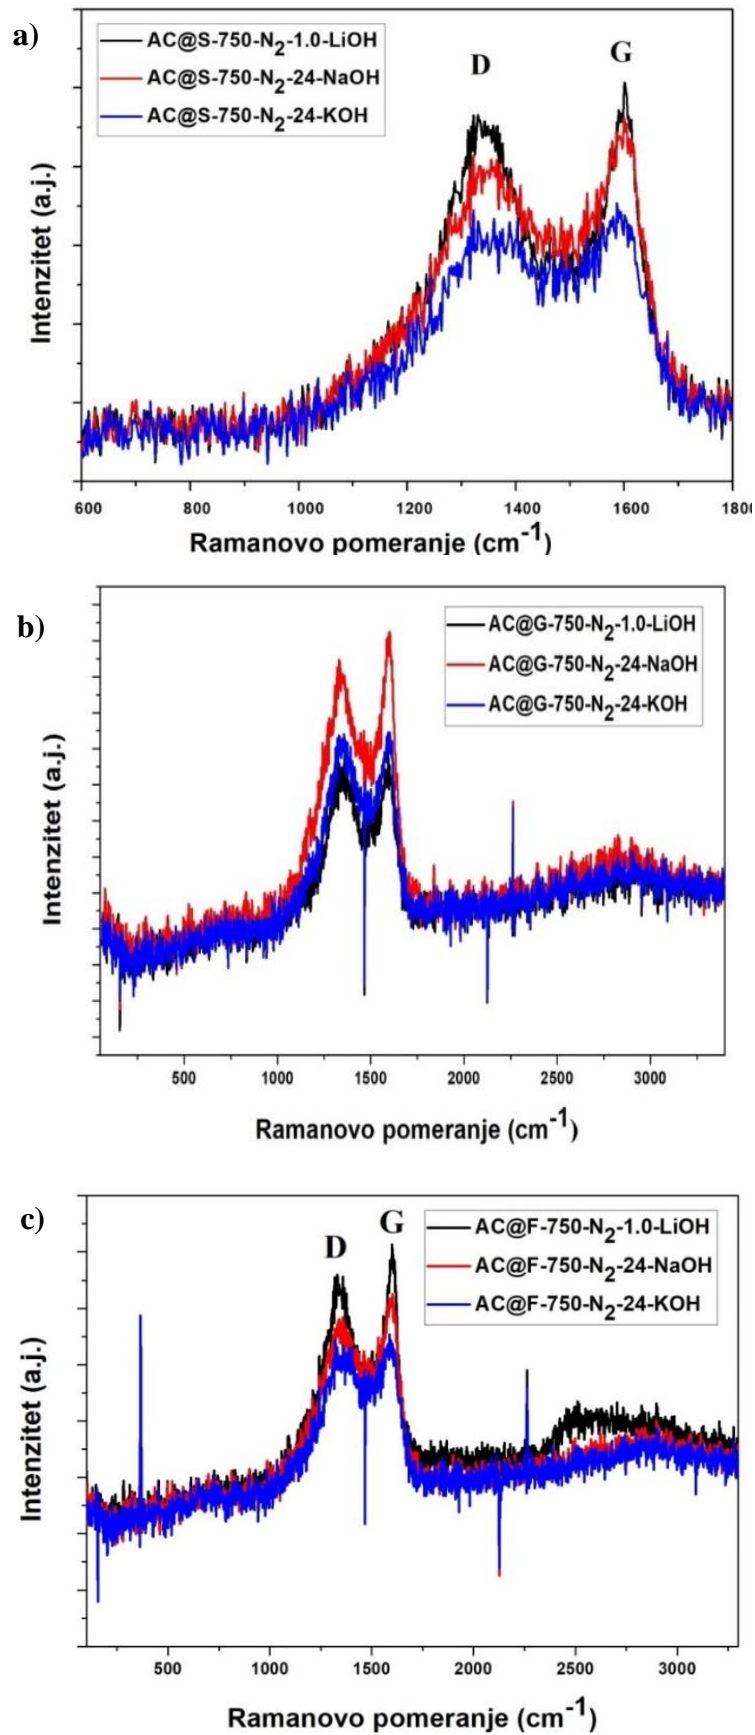 a)
AC@S-750-N2-1.0-LiOH
AC@S-750-N2-24-NaOH
AC@S-750-N2-24-KOH
D
G
Intenzitet (a.j.)
600 800 1000 1200 1400 1600 1800
Ramanovo pomeranje (cm-1)
b)
AC@G-750-N2-1.0-LiOH
AC@G-750-N2-24-NaOH
AC@G-750-N2-24-KOH
Intenzitet (a.j.)
500 1000 1500 2000 2500 3000
Ramanovo pomeranje (cm-1)
c)
AC@F-750-N2-1.0-LiOH
AC@F-750-N2-24-NaOH
AC@F-750-N2-24-KOH
D
G
Intenzitet (a.j.)
500 1000 1500 2000 2500 3000
Ramanovo pomeranje (cm-1)